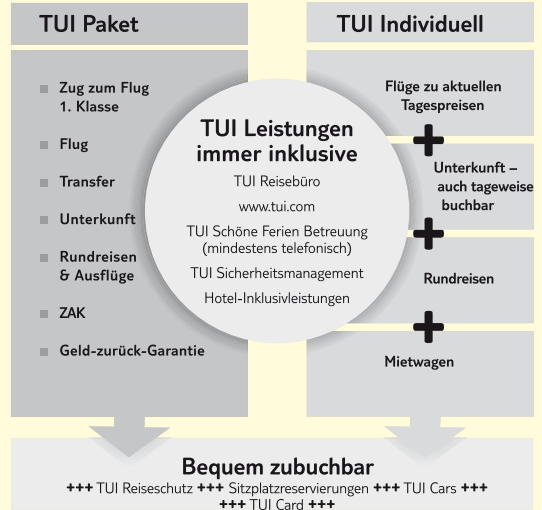 TUI Paket
Zug zum Flug
1. Klasse
Flug
Transfer
Unterkunft
Rundreisen
& Ausflüge
ZAK
Geld-zurück-Garantie
TUI Leistungen
immer inklusive
TUI Reisebüro
www.tui.com
TUI Schöne Ferien Betreuung
(mindestens telefonisch)
TUI Sicherheitsmanagement
Hotel-Inklusivleistungen
TUI Individuell
Flüge zu aktuellen
Tagespreisen
+
Unterkunft –
auch tageweise
buchbar
+
Rundreisen
+
Mietwagen
Bequem zubuchbar
+++ TUI Reiseschutz +++ Sitzplatzreservierungen +++ TUI Cars +++
+++ TUI Card +++